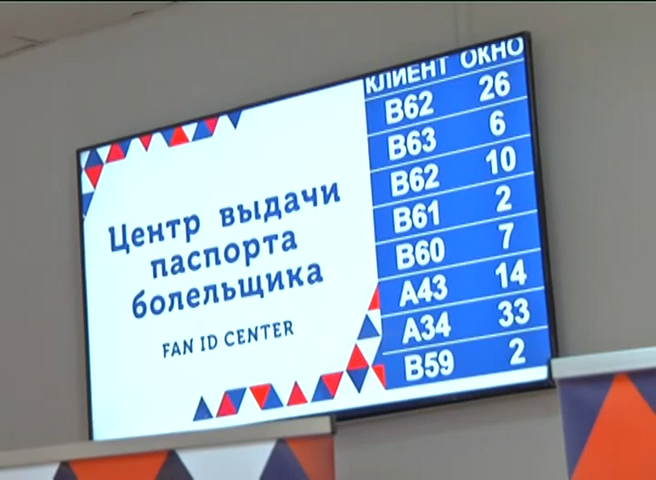 Центр выдачи
паспорта
болельщика
FAN ID CENTER
КЛИЕНТ ОКНО
B62 26
B63 6
B62 10
B61 2
B60 7
A43 14
A34 33
B59 2